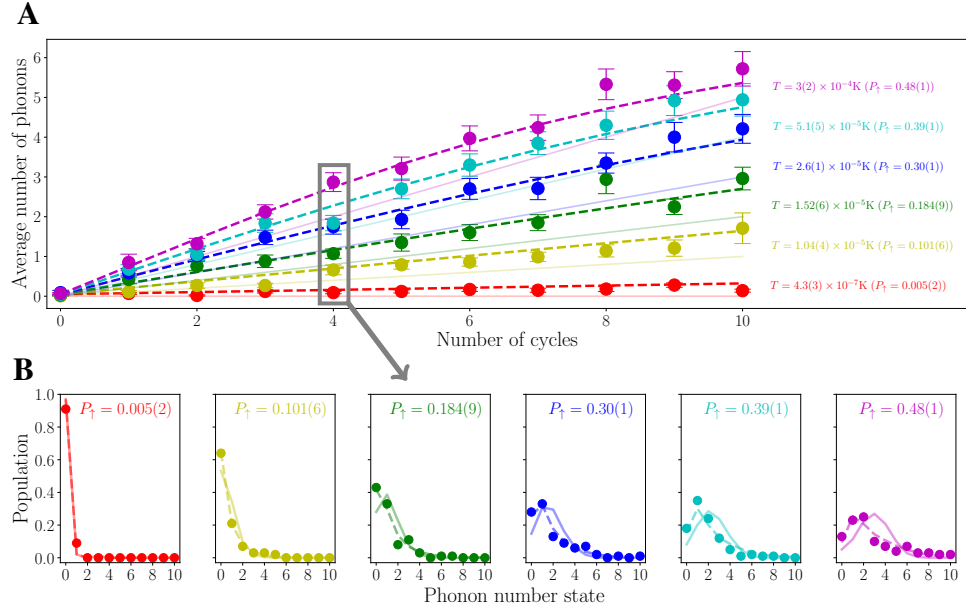 A
Average number of phonons
6
5
4
3
2
1
0
0 2 4 6 8 10
Number of cycles
T = 3(2) × 10⁻⁴K (P↑ = 0.48(1))
T = 5.1(5) × 10⁻⁵K (P↑ = 0.39(1))
T = 2.6(1) × 10⁻⁵K (P↑ = 0.30(1))
T = 1.52(6) × 10⁻⁵K (P↑ = 0.184(9))
T = 1.04(4) × 10⁻⁵K (P↑ = 0.101(6))
T = 4.3(3) × 10⁻⁷K (P↑ = 0.005(2))
B
Population
1.0
0.8
0.6
0.4
0.2
0.0
P↑ = 0.005(2)
P↑ = 0.101(6)
P↑ = 0.184(9)
P↑ = 0.30(1)
P↑ = 0.39(1)
P↑ = 0.48(1)
0 2 4 6 8 10
0 2 4 6 8 10
0 2 4 6 8 10
0 2 4 6 8 10
0 2 4 6 8 10
0 2 4 6 8 10
Phonon number state